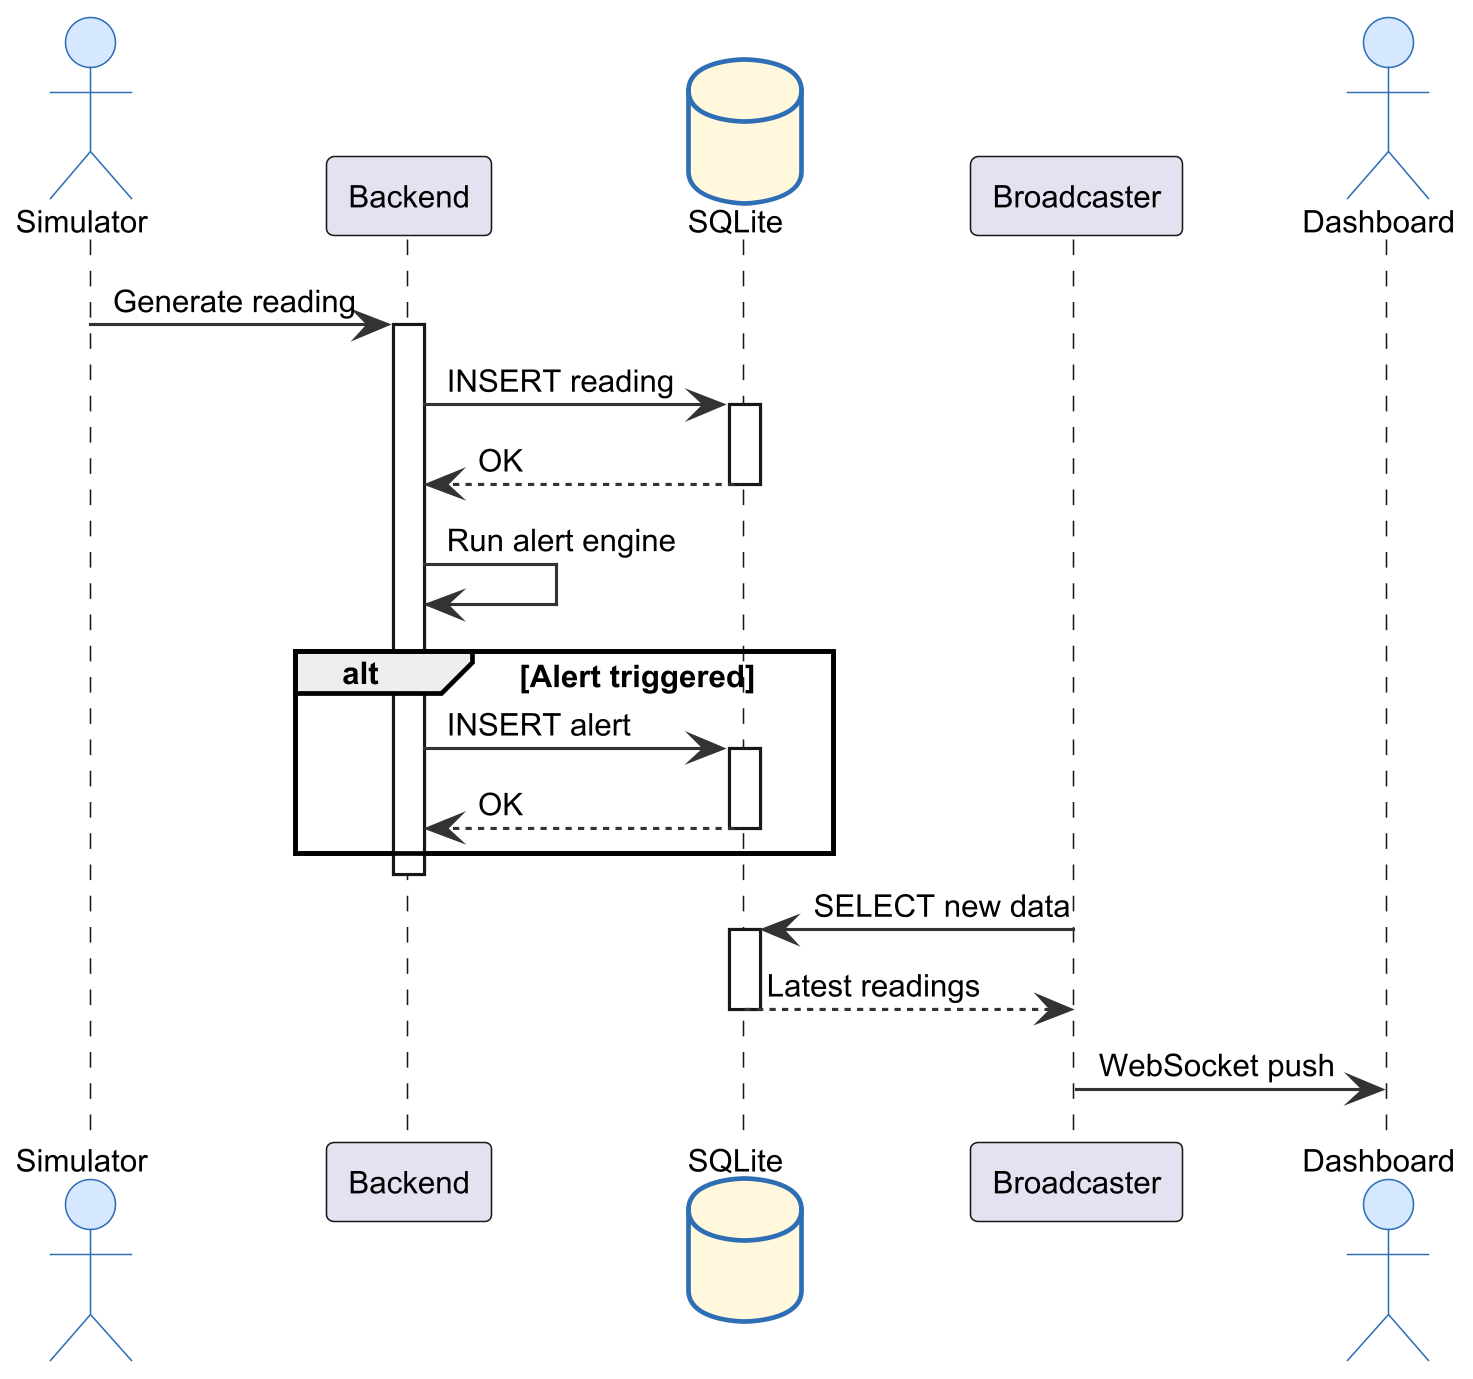 Simulator
Backend
SQLite
Broadcaster
Dashboard
Generate reading
INSERT reading
OK
Run alert engine
alt
[Alert triggered]
INSERT alert
OK
SELECT new data
Latest readings
WebSocket push
Simulator
Backend
SQLite
Broadcaster
Dashboard